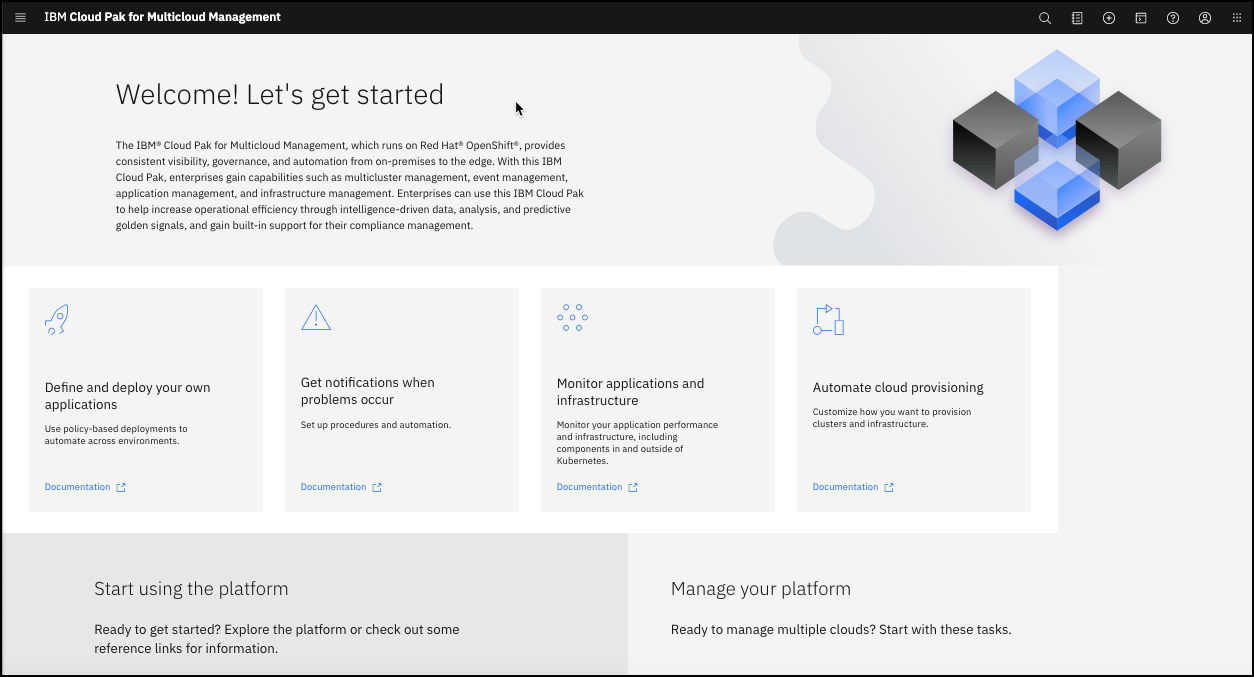 IBM Cloud Pak for Multicloud Management
Welcome! Let's get started
The IBM® Cloud Pak for Multicloud Management, which runs on Red Hat® OpenShift®, provides
consistent visibility, governance, and automation from on-premises to the edge. With this IBM
Cloud Pak, enterprises gain capabilities such as multicluster management, event management,
application management, and infrastructure management. Enterprises can use this IBM Cloud Pak
to help increase operational efficiency through intelligence-driven data, analysis, and predictive
golden signals, and gain built-in support for their compliance management.
Define and deploy your own
applications
Use policy-based deployments to
automate across environments.
Documentation
Get notifications when
problems occur
Set up procedures and automation.
Documentation
Monitor applications and
infrastructure
Monitor your application performance
and infrastructure, including
components in and outside of
Kubernetes.
Documentation
Automate cloud provisioning
Customize how you want to provision
clusters and infrastructure.
Documentation
Start using the platform
Ready to get started? Explore the platform or check out some
reference links for information.
Manage your platform
Ready to manage multiple clouds? Start with these tasks.